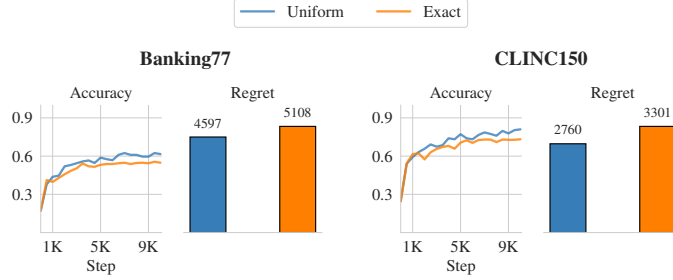 Uniform Exact
Banking77 CLINC150
Accuracy Regret Accuracy Regret
0.9 4597 5108 0.9 2760 3301
0.6 0.6
0.3 0.3
1K 5K 9K 1K 5K 9K
Step Step